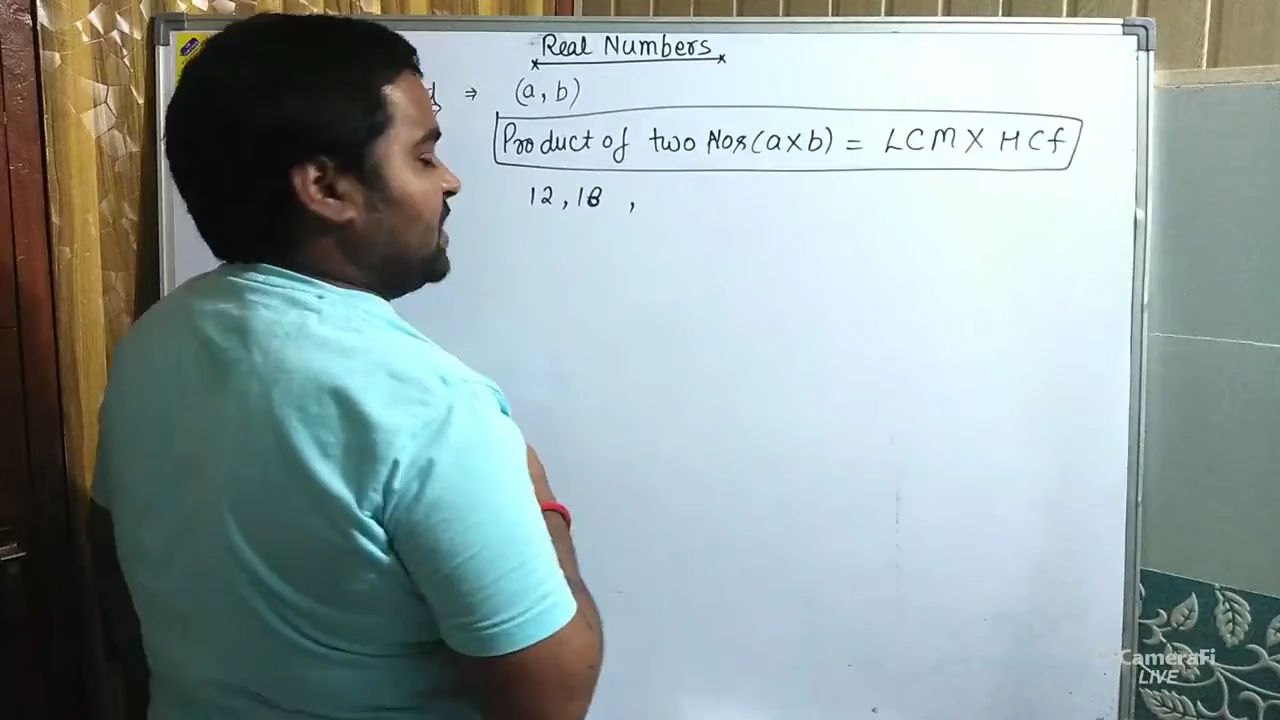 Real Numbers
⇒ (a, b)
Product of two Nos(a×b) = LCM × HCf
12, 18 ,
CameraFi
LIVE